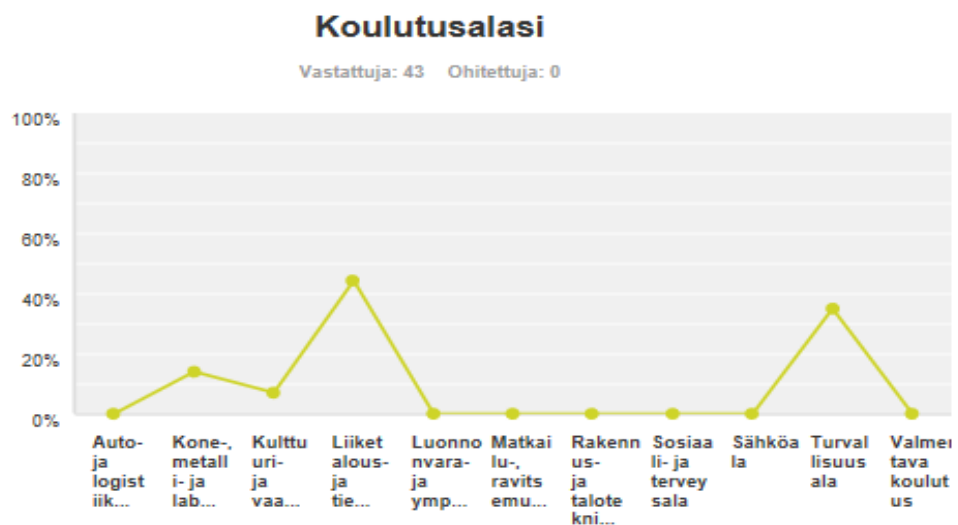 Koulutusalasi
Vastattuja: 43 Ohitettuja: 0
100%
80%
60%
40%
20%
0%
Auto-
ja
logist
iik...
Kone-,
metall
i- ja
lab...
Kulttu
uri-
ja
vaa...
Liiket
alous-
ja
tie...
Luonno
nvara-
ja
ymp...
Matkai
lu-,
ravits
emu...
Rakenn
us-
ja
talote
kni...
Sosiaa
li- ja
tervey
sala
Sähköa
la
Turval
lisuus
ala
Valmen
tava
koulut
us